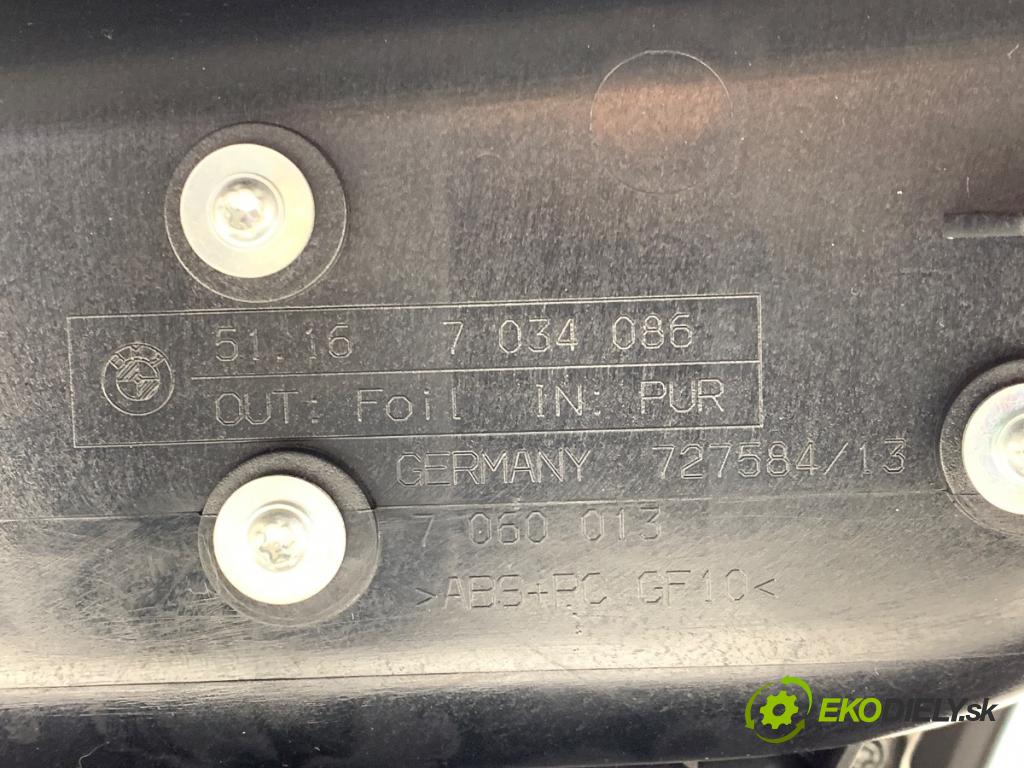 51.16 7 034 086
BMW
OUT: Foil IN: PUR
GERMANY 727584/13
7 060 013
>ABS+PC GF10<
EKODIELY.sk